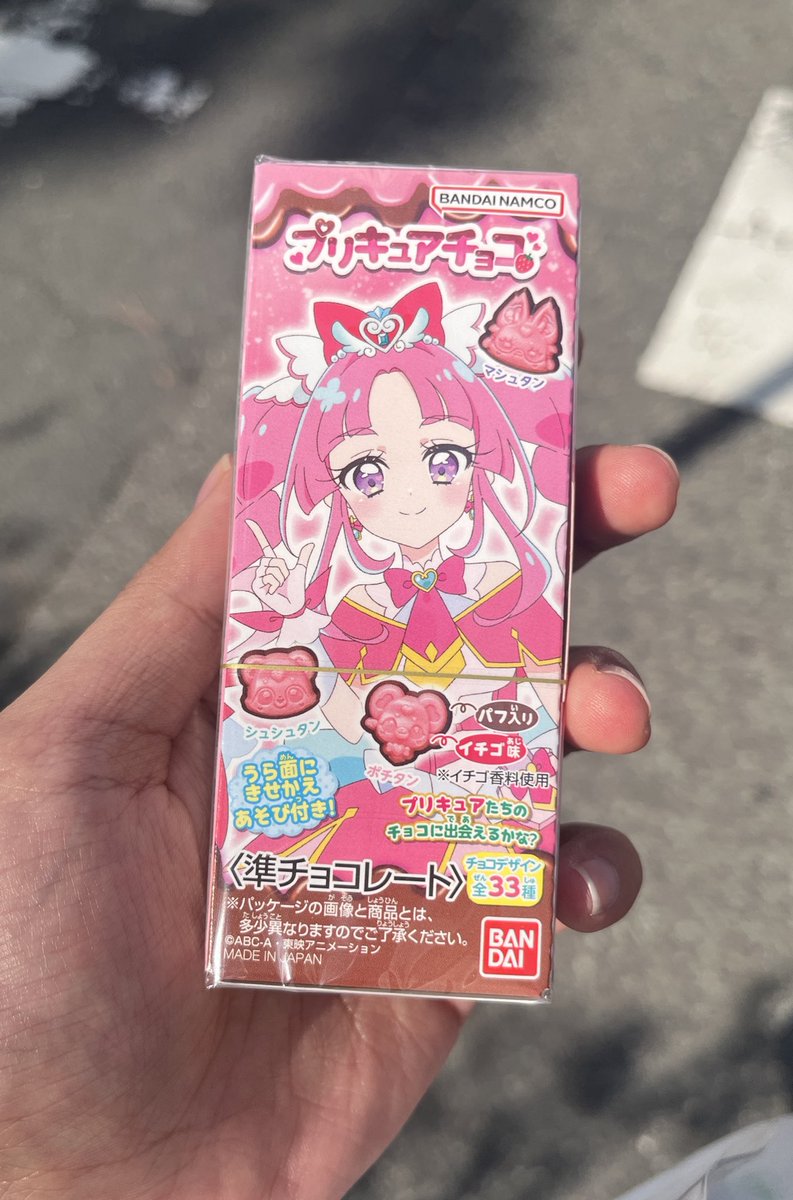 BANDAI NAMCO
プリキュアチョコ
マシュタン
シュシュタン
ポチタン
パフ入り
イチゴ味
※イチゴ香料使用
うら面に
きせかえ
あそび付き!
プリキュアたちの
チョコに出会えるかな?
〈準チョコレート〉
チョコデザイン
全33種
※パッケージの画像と商品とは、
多少異なりますのでご了承ください。
©ABC-A・東映アニメーション
MADE IN JAPAN
BAN
DAI